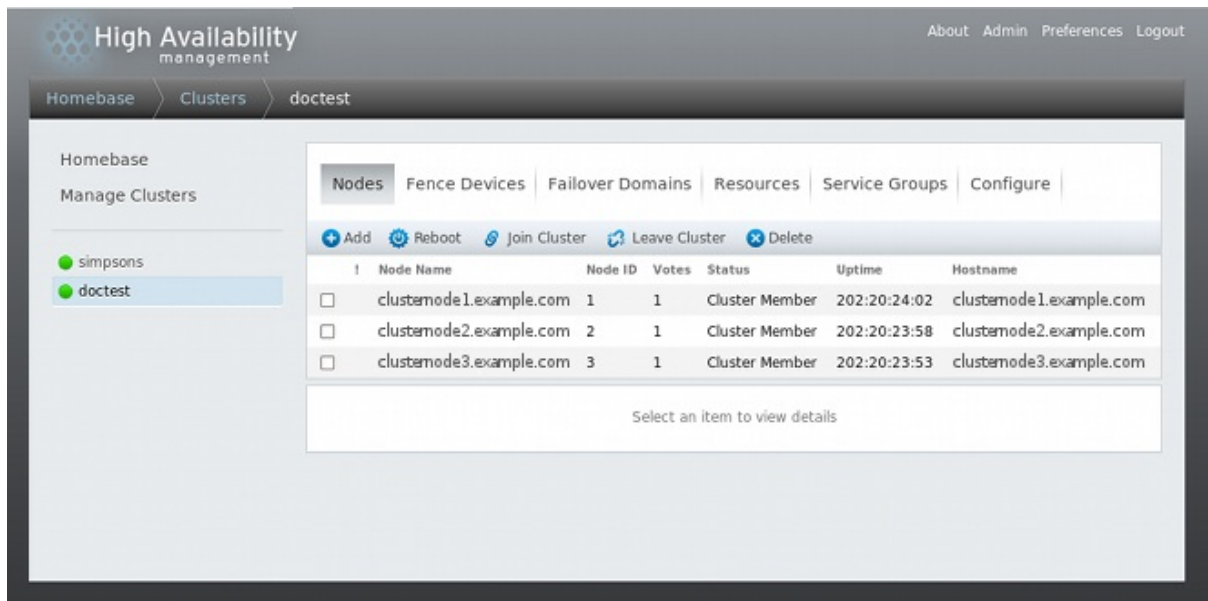 High Availability
management
About Admin Preferences Logout
Homebase Clusters doctest
Homebase
Manage Clusters
simpsons
doctest
Nodes Fence Devices Failover Domains Resources Service Groups Configure
Add Reboot Join Cluster Leave Cluster Delete
! Node Name Node ID Votes Status Uptime Hostname
clusternode1.example.com 1 1 Cluster Member 202:20:24:02 clusternode1.example.com
clusternode2.example.com 2 1 Cluster Member 202:20:23:58 clusternode2.example.com
clusternode3.example.com 3 1 Cluster Member 202:20:23:53 clusternode3.example.com
Select an item to view details